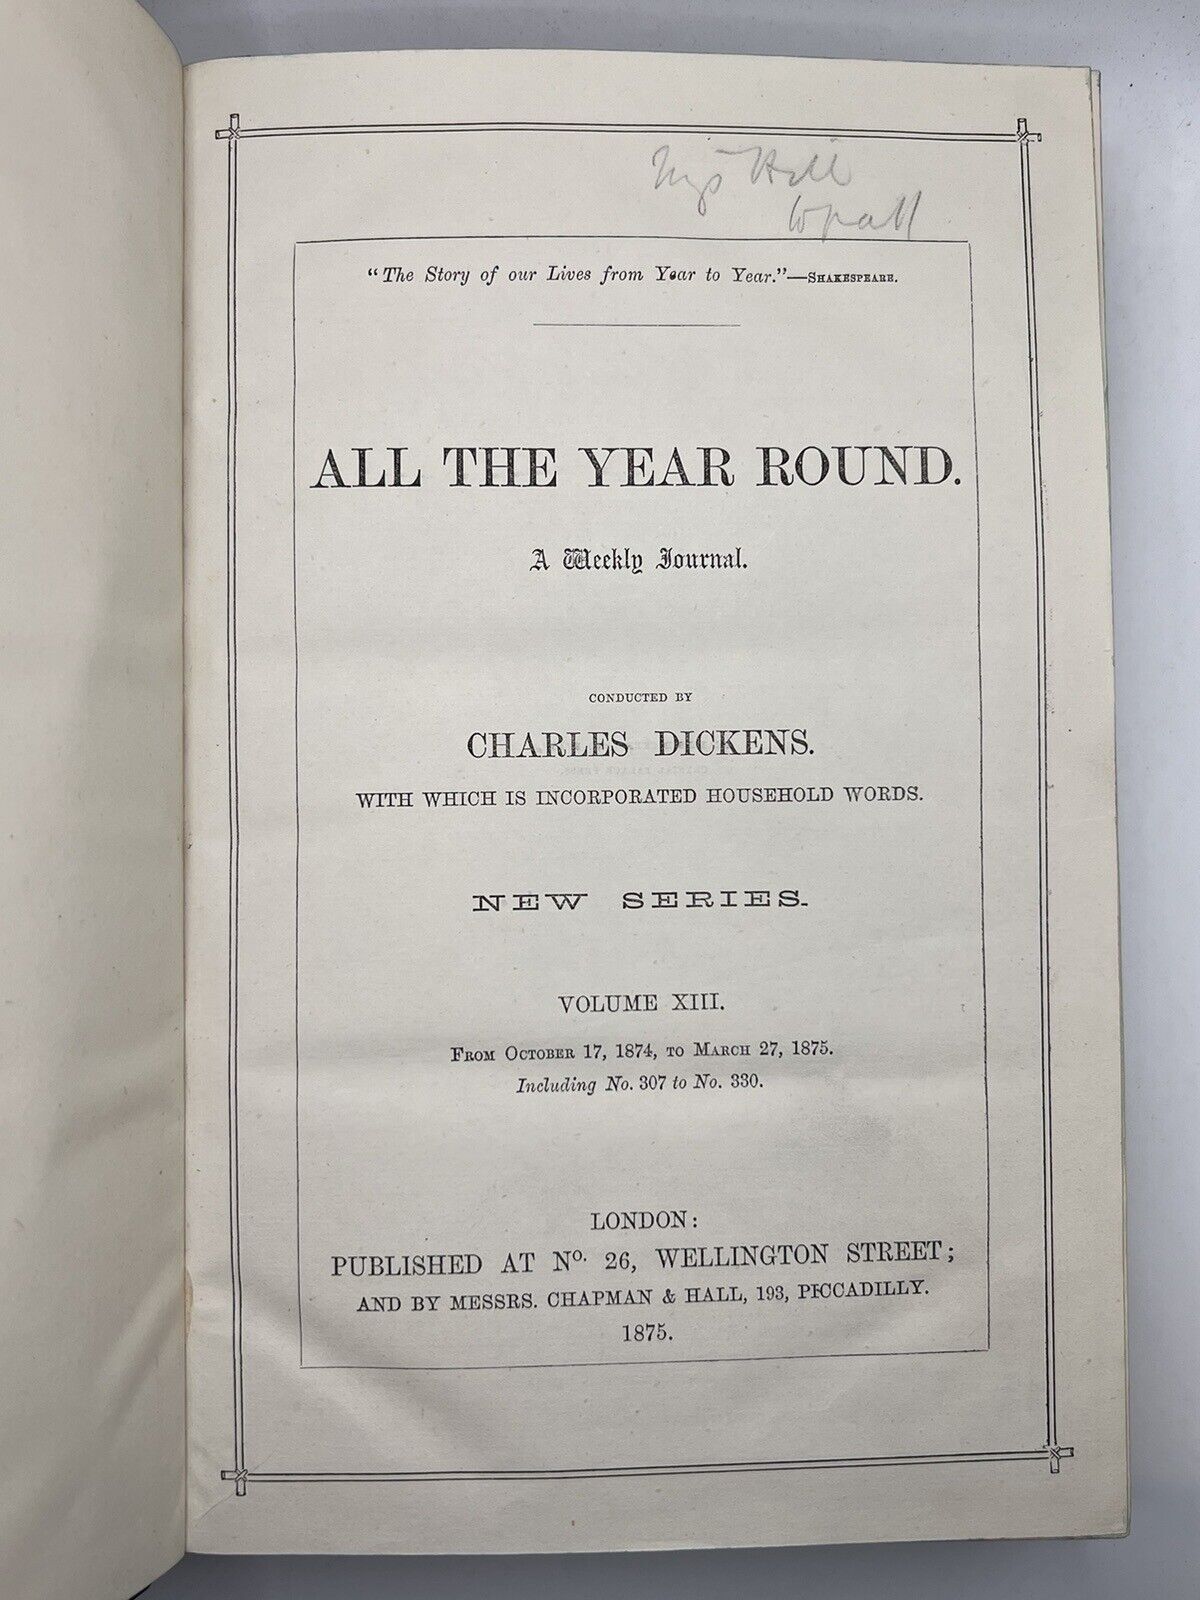 Hill
"The Story of our Lives from Year to Year."—SHAKESPEARE.
ALL THE YEAR ROUND.
A Weekly Journal.
CONDUCTED BY
CHARLES DICKENS.
WITH WHICH IS INCORPORATED HOUSEHOLD WORDS.
NEW SERIES.
VOLUME XIII.
FROM OCTOBER 17, 1874, TO MARCH 27, 1875.
Including No. 307 to No. 330.
LONDON:
PUBLISHED AT No. 26, WELLINGTON STREET;
AND BY MESSRS. CHAPMAN & HALL, 193, PICCADILLY.
1875.